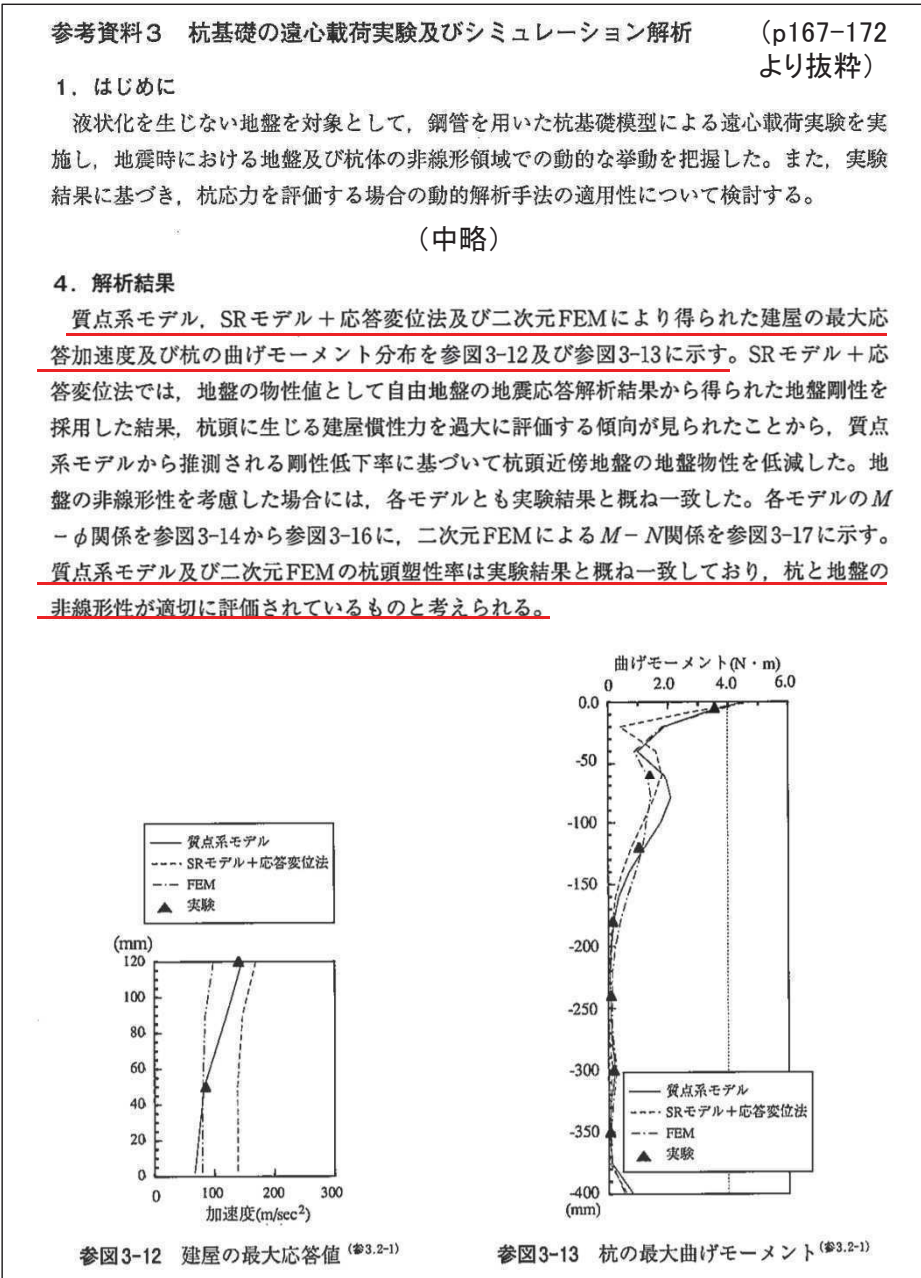 参考資料3 杭基礎の遠心載荷実験及びシミュレーション解析
(p167-172
より抜粋)
1.はじめに
液状化を生じない地盤を対象として,鋼管を用いた杭基礎模型による遠心載荷実験を実
施し,地震時における地盤及び杭体の非線形領域での動的な挙動を把握した。また,実験
結果に基づき,杭応力を評価する場合の動的解析手法の適用性について検討する。
(中略)
4.解析結果
質点系モデル,SRモデル+応答変位法及び二次元FEMにより得られた建屋の最大応
答加速度及び杭の曲げモーメント分布を参図3-12及び参図3-13に示す。SRモデル+応
答変位法では,地盤の物性値として自由地盤の地震応答解析結果から得られた地盤剛性を
採用した結果,杭頭に生じる建屋慣性力を過大に評価する傾向が見られたことから,質点
系モデルから推測される剛性低下率に基づいて杭頭近傍地盤の地盤物性を低減した。地
盤の非線形性を考慮した場合には,各モデルとも実験結果と概ね一致した。各モデルのM
-φ関係を参図3-14から参図3-16に,二次元FEMによるM-N関係を参図3-17に示す。
質点系モデル及び二次元FEMの杭頭塑性率は実験結果と概ね一致しており,杭と地盤の
非線形性が適切に評価されているものと考えられる。
質点系モデル
SRモデル+応答変位法
FEM
実験
(mm)
120
100
80
60
40
20
0
0 100 200 300
加速度(m/sec²)
参図3-12 建屋の最大応答値(参3.2-1)
曲げモーメント(N・m)
0 2.0 4.0 6.0
0.0
-50
-100
-150
-200
-250
-300
-350
-400
(mm)
質点系モデル
SRモデル+応答変位法
FEM
実験
参図3-13 杭の最大曲げモーメント(参3.2-1)